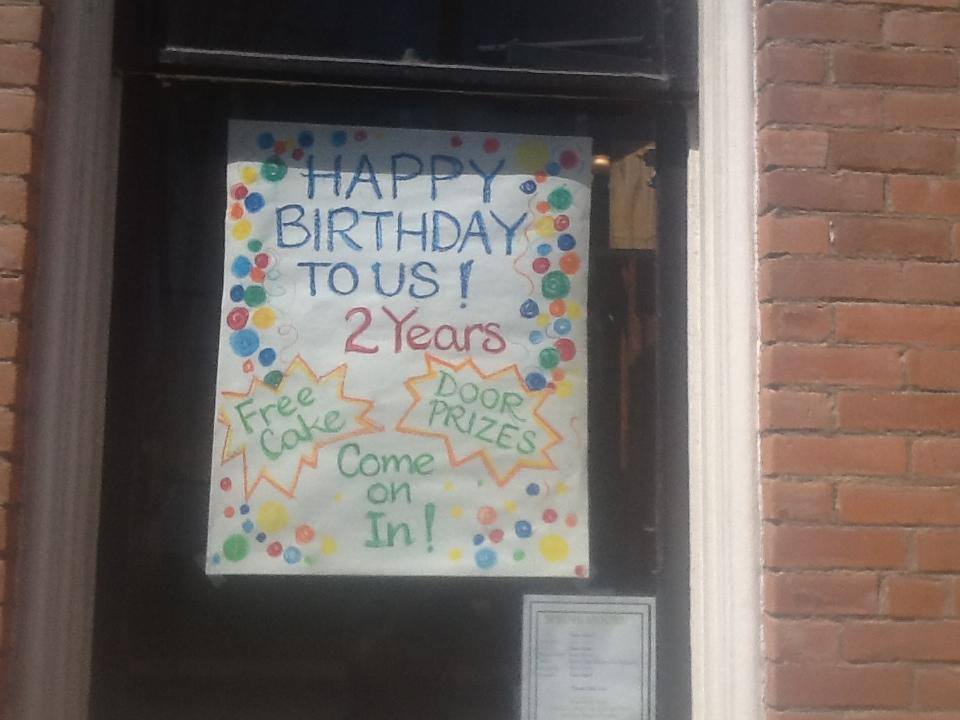 HAPPY
BIRTHDAY
TO US!
2 Years
Free
Cake
DOOR
PRIZES
Come
on
In!